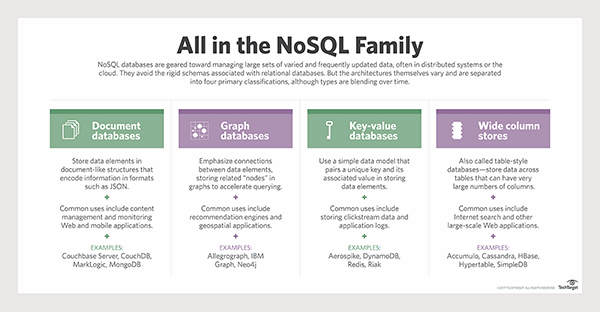 All in the NoSQL Family
NoSQL databases are geared toward managing large sets of varied and frequently updated data, often in distributed systems or the
cloud. They avoid the rigid schemas associated with relational databases. But the architectures themselves vary and are separated
into four primary classifications, although types are blending over time.
Document
databases
Store data elements in
document-like structures that
encode information in formats
such as JSON.
+
Common uses include content
management and monitoring
Web and mobile applications.
+
EXAMPLES:
Couchbase Server, CouchDB,
MarkLogic, MongoDB
Graph
databases
Emphasize connections
between data elements,
storing related "nodes" in
graphs to accelerate querying.
+
Common uses include
recommendation engines and
geospatial applications.
+
EXAMPLES:
Allegrograph, IBM
Graph, Neo4j
Key-value
databases
Use a simple data model that
pairs a unique key and its
associated value in storing
data elements.
+
Common uses include
storing clickstream data and
application logs.
+
EXAMPLES:
Aerospike, DynamoDB,
Redis, Riak
Wide column
stores
Also called table-style
databases—store data across
tables that can have very
large numbers of columns.
+
Common uses include
Internet search and other
large-scale Web applications.
+
EXAMPLES:
Accumulo, Cassandra, HBase,
Hypertable, SimpleDB
©2017 TECHTARGET. ALL RIGHTS RESERVED
TechTarget